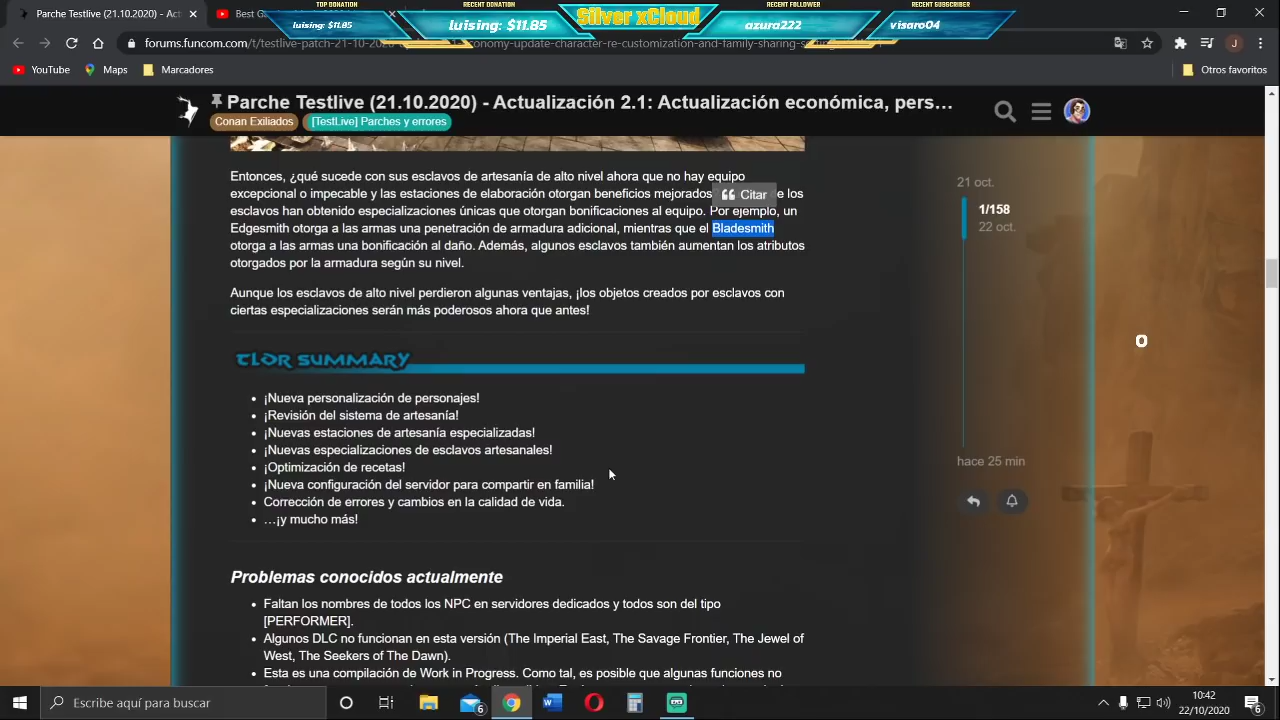 TOP DONATION
luising: $11.85
RECENT DONATION
luising: $11.85
Silver xCloud
RECENT FOLLOWER
azura222
RECENT SUBSCRIBER
visaro04
Parche Testlive (21.10.2020) - Act
Best G
forums.funcom.com/t/testlive-patch-21-10-2020
onomy-update-character-re-customization-and-family-sharing-s
J
YouTube
Maps
Marcadores
Otros favoritos
Parche Testlive (21.10.2020) - Actualización 2.1: Actualización económica, pers…
Conan Exiliados
[TestLive] Parches y errores
Entonces, ¿qué sucede con sus esclavos de artesanía de alto nivel ahora que no hay equipo
excepcional o impecable y las estaciones de elaboración otorgan beneficios mejorados e los
Citar
esclavos han obtenido especializaciones únicas que otorgan bonificaciones al equipo. Por ejemplo, un
Edgesmith otorga a las armas una penetración de armadura adicional, mientras que el Bladesmith
otorga a las armas una bonificación al daño. Además, algunos esclavos también aumentan los atributos
otorgados por la armadura según su nivel.
Aunque los esclavos de alto nivel perdieron algunas ventajas, ¡los objetos creados por esclavos con
ciertas especializaciones serán más poderosos ahora que antes!
TLDR SUMMARY
• ¡Nueva personalización de personajes!
• ¡Revisión del sistema de artesanía!
• ¡Nuevas estaciones de artesanía especializadas!
• ¡Nuevas especializaciones de esclavos artesanales!
• ¡Optimización de recetas!
• ¡Nueva configuración del servidor para compartir en familia!
• Corrección de errores y cambios en la calidad de vida.
• …¡y mucho más!
Problemas conocidos actualmente
• Faltan los nombres de todos los NPC en servidores dedicados y todos son del tipo
[PERFORMER].
• Algunos DLC no funcionan en esta versión (The Imperial East, The Savage Frontier, The Jewel of
West, The Seekers of The Dawn).
• Esta es una compilación de Work in Progress. Como tal, es posible que algunas funciones no
21 oct.
1/158
22 oct.
hace 25 min
0
Escribe aquí para buscar
6
10:42
22/10/2020
6